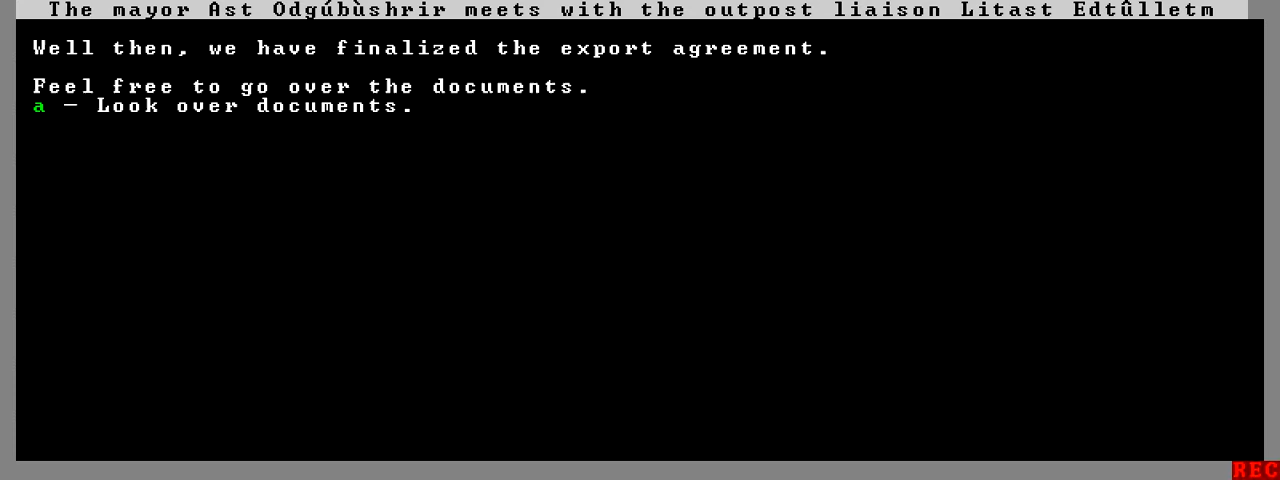 The mayor Ast Odgúbùshrir meets with the outpost liaison Litast Edtûlletm
Well then, we have finalized the export agreement.
Feel free to go over the documents.
a — Look over documents.
REC